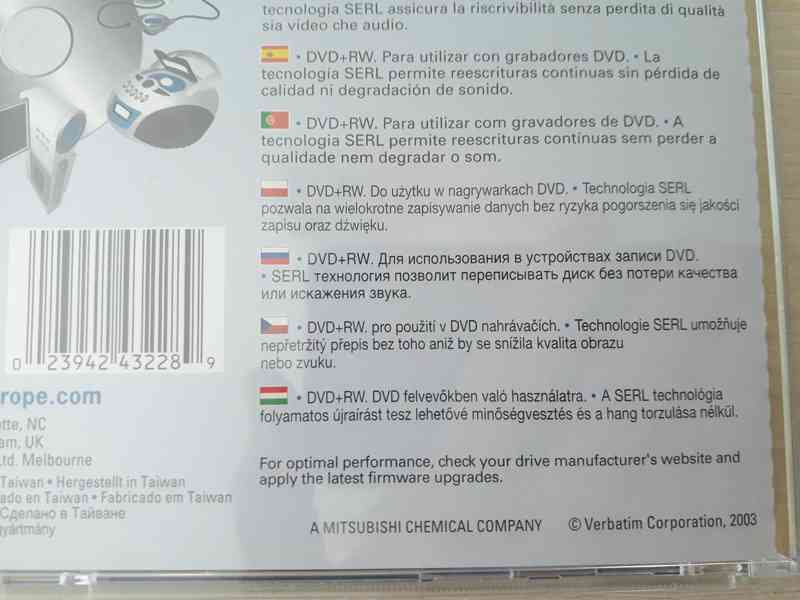 tecnologia SERL assicura la riscrivibilità senza perdita di qualità
sia video che audio.
• DVD+RW. Para utilizar con grabadores DVD. • La
tecnología SERL permite reescrituras continuas sin pérdida de
calidad ni degradación de sonido.
• DVD+RW. Para utilizar com gravadores de DVD. • A
tecnologia SERL permite reescrituras contínuas sem perder a
qualidade nem degradar o som.
• DVD+RW. Do użytku w nagrywarkach DVD. • Technologia SERL
pozwala na wielokrotne zapisywanie danych bez ryzyka pogorszenia się jakości
zapisu oraz dźwięku.
• DVD+RW. Для использования в устройствах записи DVD.
• SERL технология позволит переписывать диск без потери качества
или искажения звука.
• DVD+RW. pro použití v DVD nahrávačích. • Technologie SERL umožňuje
nepřetržitý přepis bez toho aniž by se snížila kvalita obrazu
nebo zvuku.
• DVD+RW. DVD felvevőkben való használatra. • A SERL technológia
folyamatos újraírást tesz lehetővé minőségvesztés és a hang torzulása nélkül.
For optimal performance, check your drive manufacturer's website and
apply the latest firmware upgrades.
A MITSUBISHI CHEMICAL COMPANY © Verbatim Corporation, 2003
0 23942 43228 9
rope.com
tte, NC
am, UK
Ltd. Melbourne
Taiwan • Hergestellt in Taiwan
ado en Taiwan • Fabricado em Taiwan
Сделано в Тайване
gyártmány